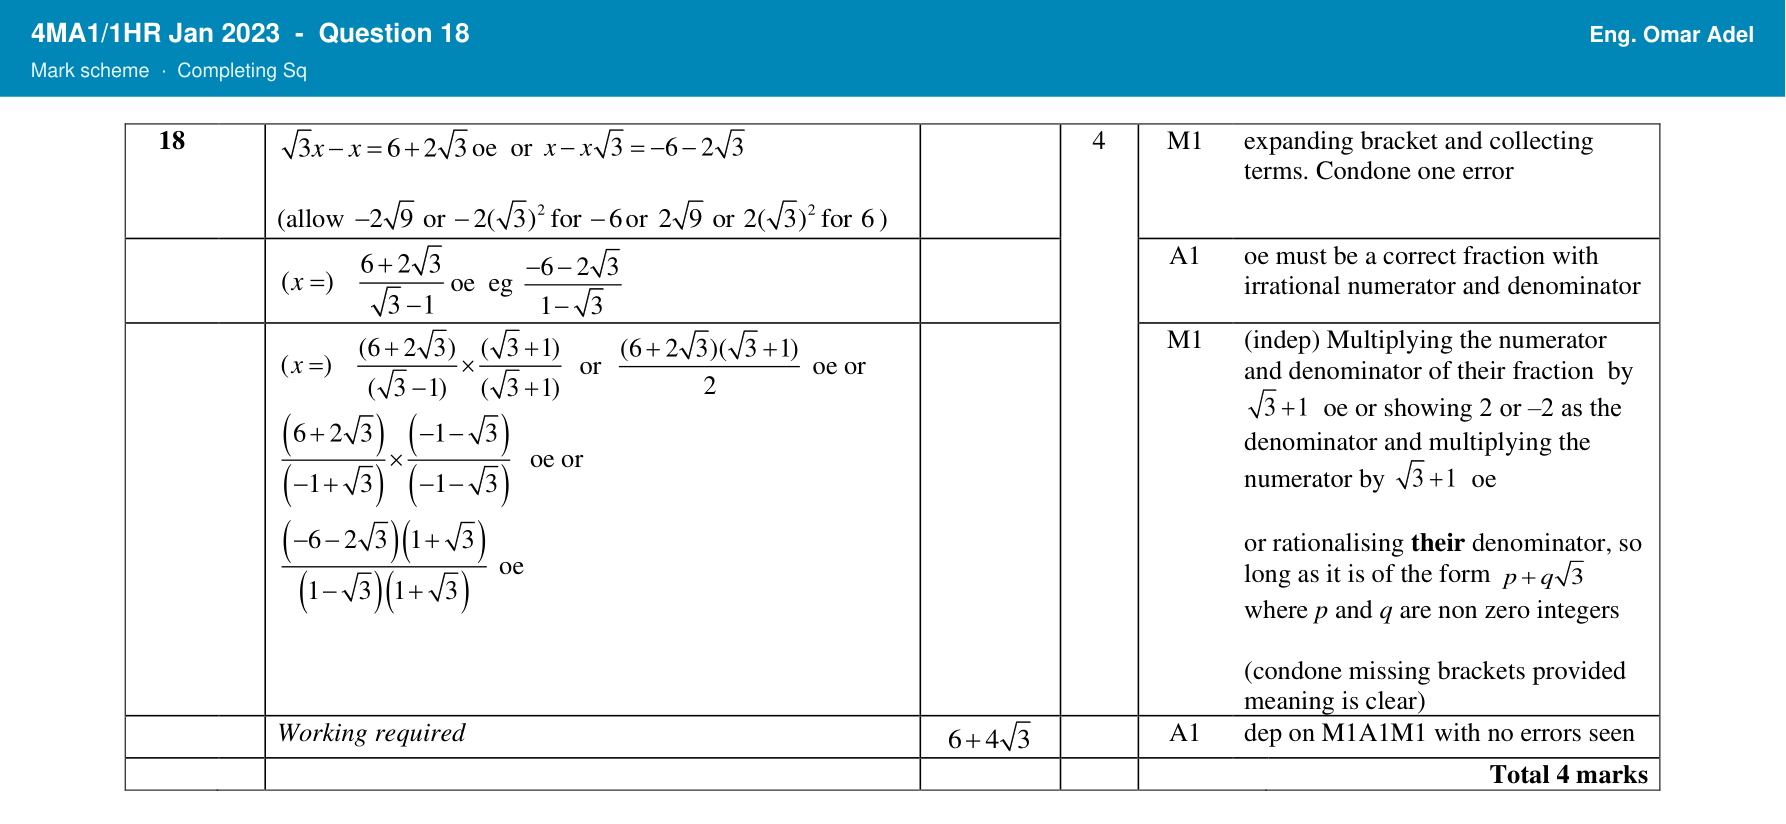 4MA1/1HR Jan 2023 - Question 18
Eng. Omar Adel
Mark scheme · Completing Sq
18
√3x − x = 6 + 2√3 oe or x − x√3 = −6 − 2√3
(allow −2√9 or −2(√3)² for −6 or 2√9 or 2(√3)² for 6)
4
M1
expanding bracket and collecting
terms. Condone one error
(x =) (6 + 2√3)/(√3 − 1) oe eg (−6 − 2√3)/(1 − √3)
A1
oe must be a correct fraction with
irrational numerator and denominator
(x =) (6 + 2√3)/(√3 − 1) × (√3 + 1)/(√3 + 1) or (6 + 2√3)(√3 + 1)/2 oe or
(6 + 2√3)/(−1 + √3) × (−1 − √3)/(−1 − √3) oe or
(−6 − 2√3)(1 + √3)/(1 − √3)(1 + √3) oe
M1
(indep) Multiplying the numerator
and denominator of their fraction by
√3 + 1 oe or showing 2 or –2 as the
denominator and multiplying the
numerator by √3 + 1 oe
or rationalising their denominator, so
long as it is of the form p + q√3
where p and q are non zero integers
(condone missing brackets provided
meaning is clear)
Working required
6 + 4√3
A1
dep on M1A1M1 with no errors seen
Total 4 marks